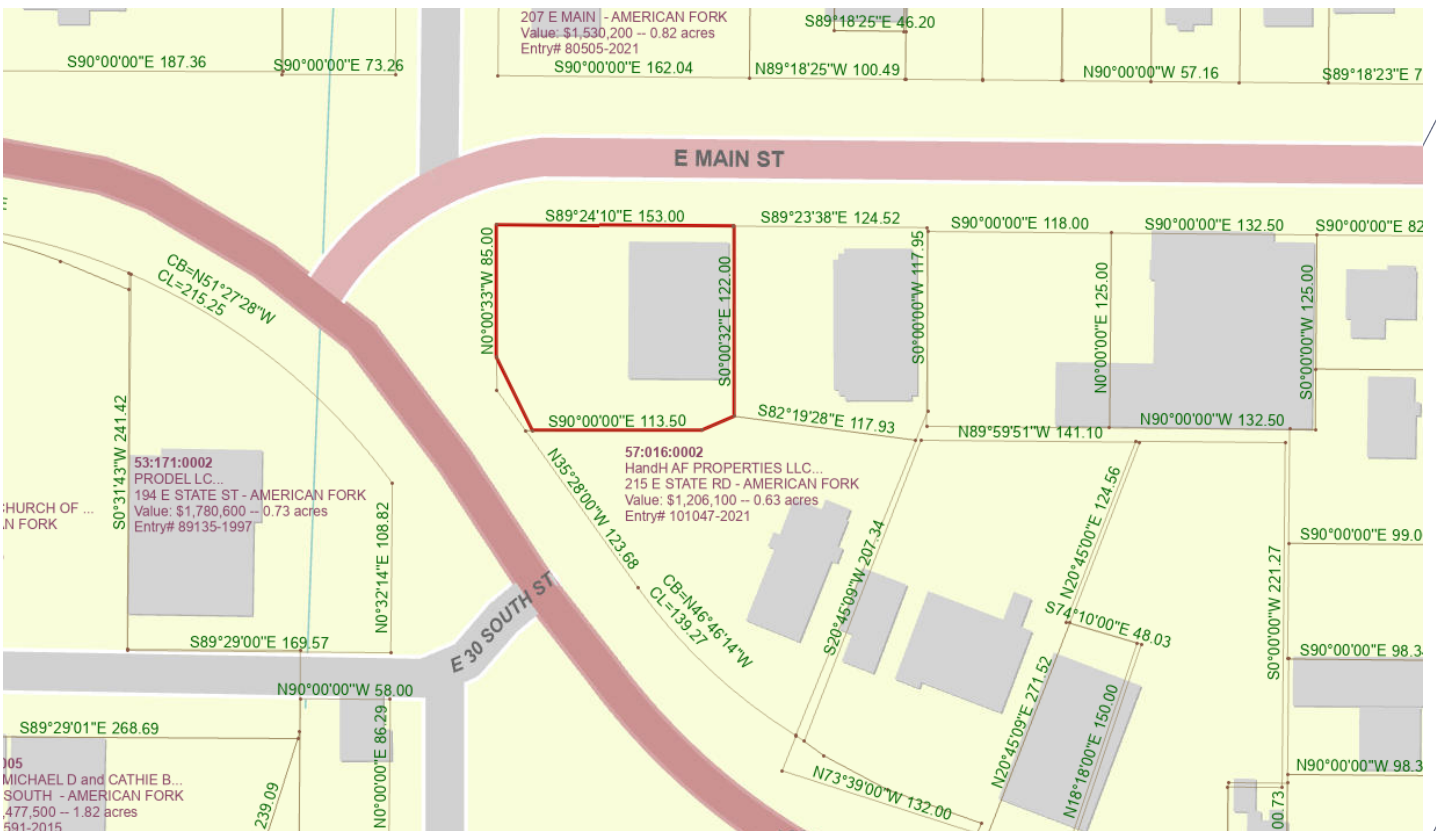 207 E MAIN - AMERICAN FORK
Value: $1,530,200 -- 0.82 acres
Entry# 80505-2021
S89°18'25"E 46.20
S90°00'00"E 187.36
S90°00'00"E 73.26
S90°00'00"E 162.04
N89°18'25"W 100.49
N90°00'00"W 57.16
S89°18'23"E 7
E MAIN ST
E
S89°24'10"E 153.00
S89°23'38"E 124.52
S90°00'00"E 118.00
S90°00'00"E 132.50
S90°00'00"E 82
CB=N51°27'28"W
CL=215.25
N0°00'33"W 85.00
S0°00'32"E 122.00
S0°00'00"W 117.95
N0°00'00"E 125.00
S0°00'00"W 125.00
S0°31'43"W 241.42
S90°00'00"E 113.50
S82°19'28"E 117.93
N89°59'51"W 141.10
N90°00'00"W 132.50
53:171:0002
PRODEL LC...
194 E STATE ST - AMERICAN FORK
Value: $1,780,600 -- 0.73 acres
Entry# 89135-1997
57:016:0002
HandH AF PROPERTIES LLC...
215 E STATE RD - AMERICAN FORK
Value: $1,206,100 -- 0.63 acres
Entry# 101047-2021
CHURCH OF ...
AN FORK
N0°32'14"E 108.82
N35°28'00"W 123.68
CB=N46°46'14"W
CL=139.27
S20°45'09"W 207.34
N20°45'00"E 124.56
S90°00'00"E 99.0
S0°00'00"W 221.27
S74°10'00"E 48.03
E 30 SOUTH ST
S89°29'00"E 169.57
S90°00'00"E 98.3
N90°00'00"W 58.00
N20°45'09"E 271.52
N18°18'00"E 150.00
S89°29'01"E 268.69
N0°00'00"E 86.29
N73°39'00"W 132.00
N90°00'00"W 98.3
005
MICHAEL D and CATHIE B...
SOUTH - AMERICAN FORK
,477,500 -- 1.82 acres
591-2015
239.09
00.73